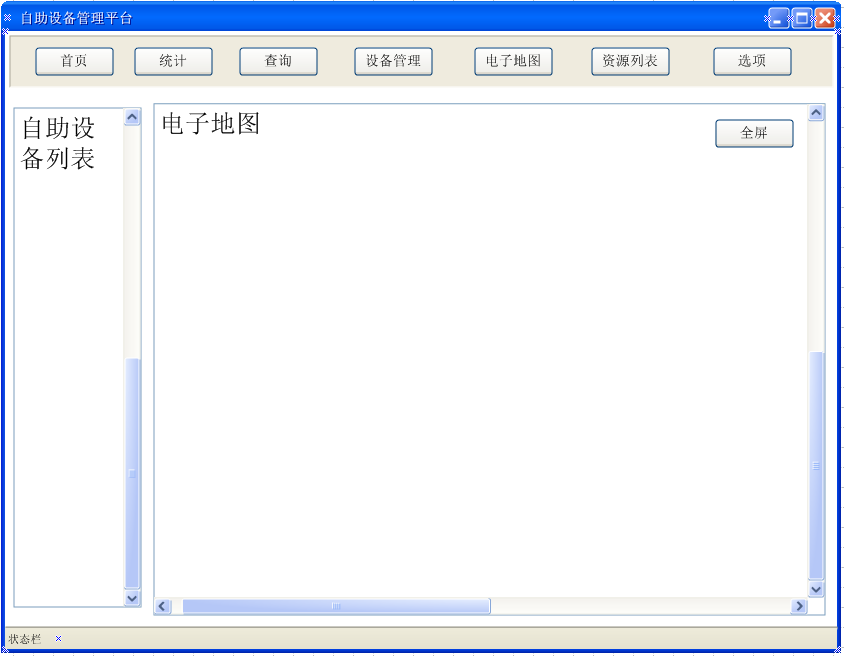 自助设备管理平台
首页 统计 查询 设备管理 电子地图 资源列表 选项
自助设
备列表
电子地图
全屏
状态栏